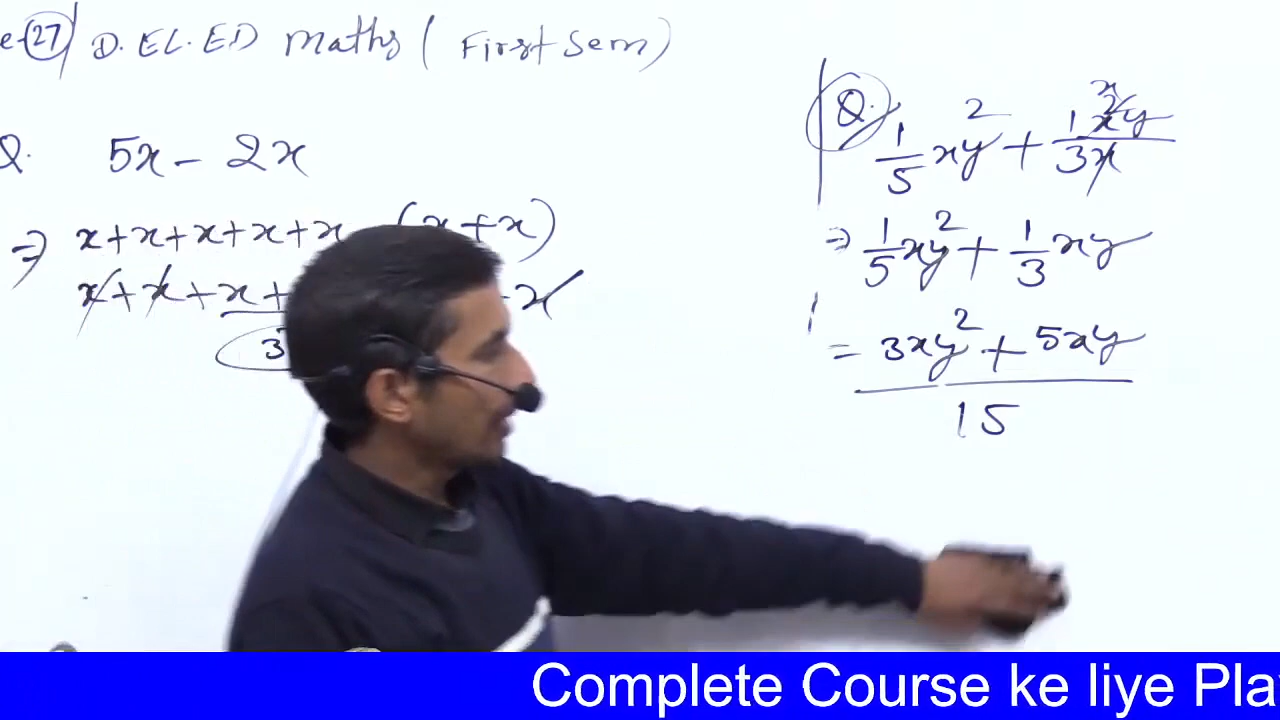 e-27 D.EL.ED Maths ( First Sem )
Q. 5x - 2x
⇒ x+x+x+x+x (x+x)
x+x+x+ -x
3
Q. 1/5 xy² + 1x²y/3x
x
⇒ 1/5 xy² + 1/3 xy
= 3xy² + 5xy
15
Complete Course ke liye Pla